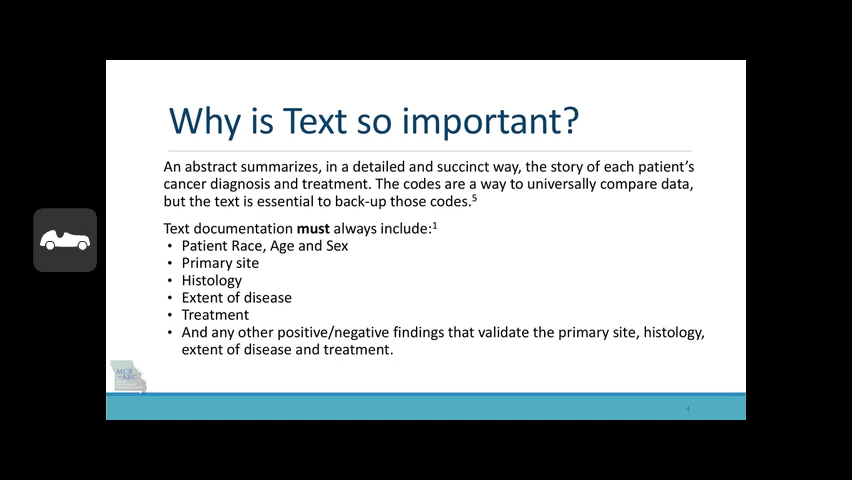 Why is Text so important?
An abstract summarizes, in a detailed and succinct way, the story of each patient's
cancer diagnosis and treatment. The codes are a way to universally compare data,
but the text is essential to back-up those codes.5
Text documentation must always include:1
• Patient Race, Age and Sex
• Primary site
• Histology
• Extent of disease
• Treatment
• And any other positive/negative findings that validate the primary site, histology,
extent of disease and treatment.
MCR
ARC
4